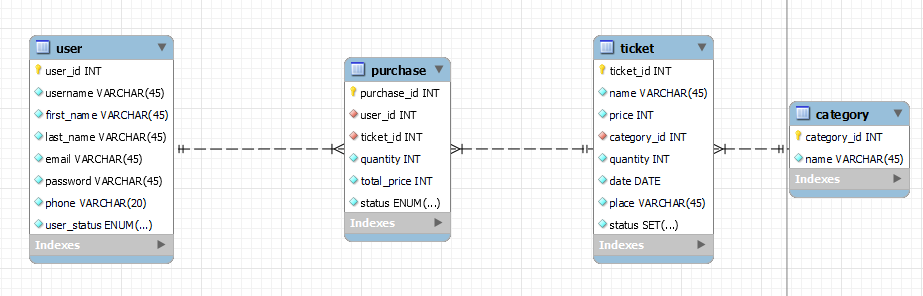 user
user_id INT
username VARCHAR(45)
first_name VARCHAR(45)
last_name VARCHAR(45)
email VARCHAR(45)
password VARCHAR(45)
phone VARCHAR(20)
user_status ENUM(...)
Indexes
purchase
purchase_id INT
user_id INT
ticket_id INT
quantity INT
total_price INT
status ENUM(...)
Indexes
ticket
ticket_id INT
name VARCHAR(45)
price INT
category_id INT
quantity INT
date DATE
place VARCHAR(45)
status SET(...)
Indexes
category
category_id INT
name VARCHAR(45)
Indexes